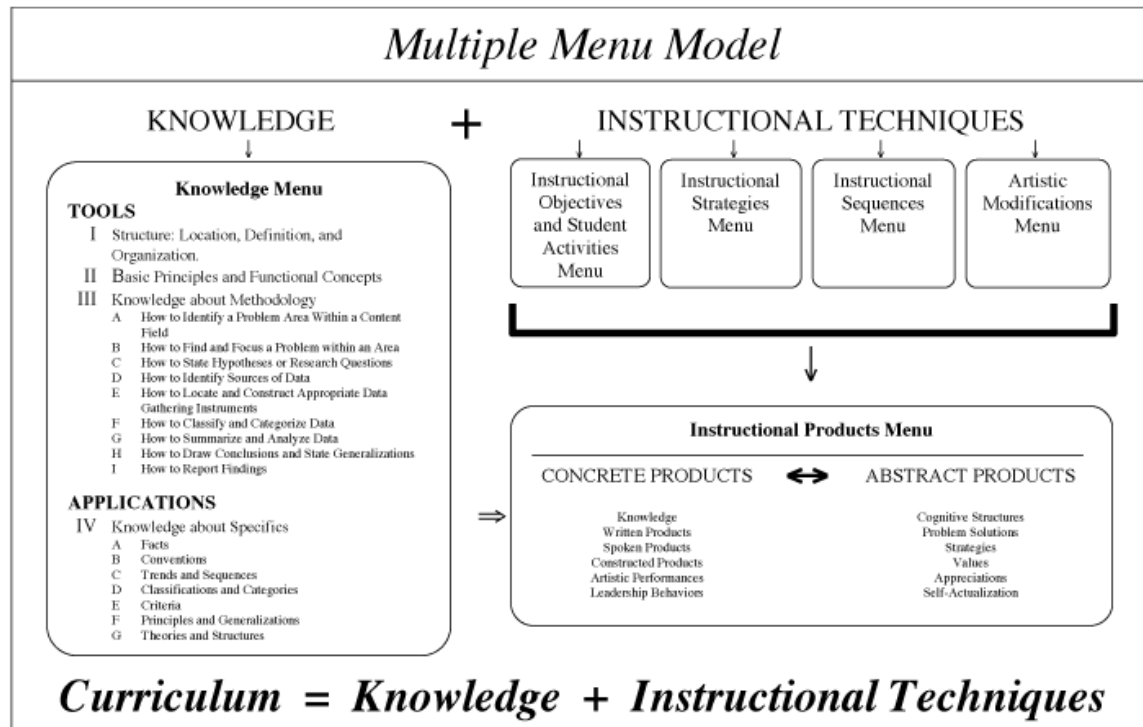 Multiple Menu Model
KNOWLEDGE + INSTRUCTIONAL TECHNIQUES
Knowledge Menu
TOOLS
I Structure: Location, Definition, and
Organization.
II Basic Principles and Functional Concepts
III Knowledge about Methodology
A How to Identify a Problem Area Within a Content
Field
B How to Find and Focus a Problem within an Area
C How to State Hypotheses or Research Questions
D How to Identify Sources of Data
E How to Locate and Construct Appropriate Data
Gathering Instruments
F How to Classify and Categorize Data
G How to Summarize and Analyze Data
H How to Draw Conclusions and State Generalizations
I How to Report Findings
APPLICATIONS
IV Knowledge about Specifics
A Facts
B Conventions
C Trends and Sequences
D Classifications and Categories
E Criteria
F Principles and Generalizations
G Theories and Structures
Instructional
Objectives
and Student
Activities
Menu
Instructional
Strategies
Menu
Instructional
Sequences
Menu
Artistic
Modifications
Menu
Instructional Products Menu
CONCRETE PRODUCTS
Knowledge
Written Products
Spoken Products
Constructed Products
Artistic Performances
Leadership Behaviors
ABSTRACT PRODUCTS
Cognitive Structures
Problem Solutions
Strategies
Values
Appreciations
Self-Actualization
Curriculum = Knowledge + Instructional Techniques